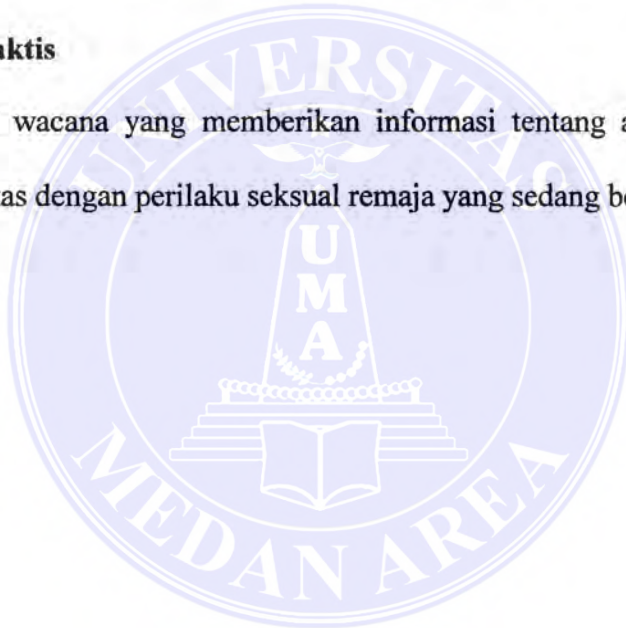 aktis
wacana yang memberikan informasi tentang a
as dengan perilaku seksual remaja yang sedang be
UNIVERSITAS
U
M
A
MEDAN AREA